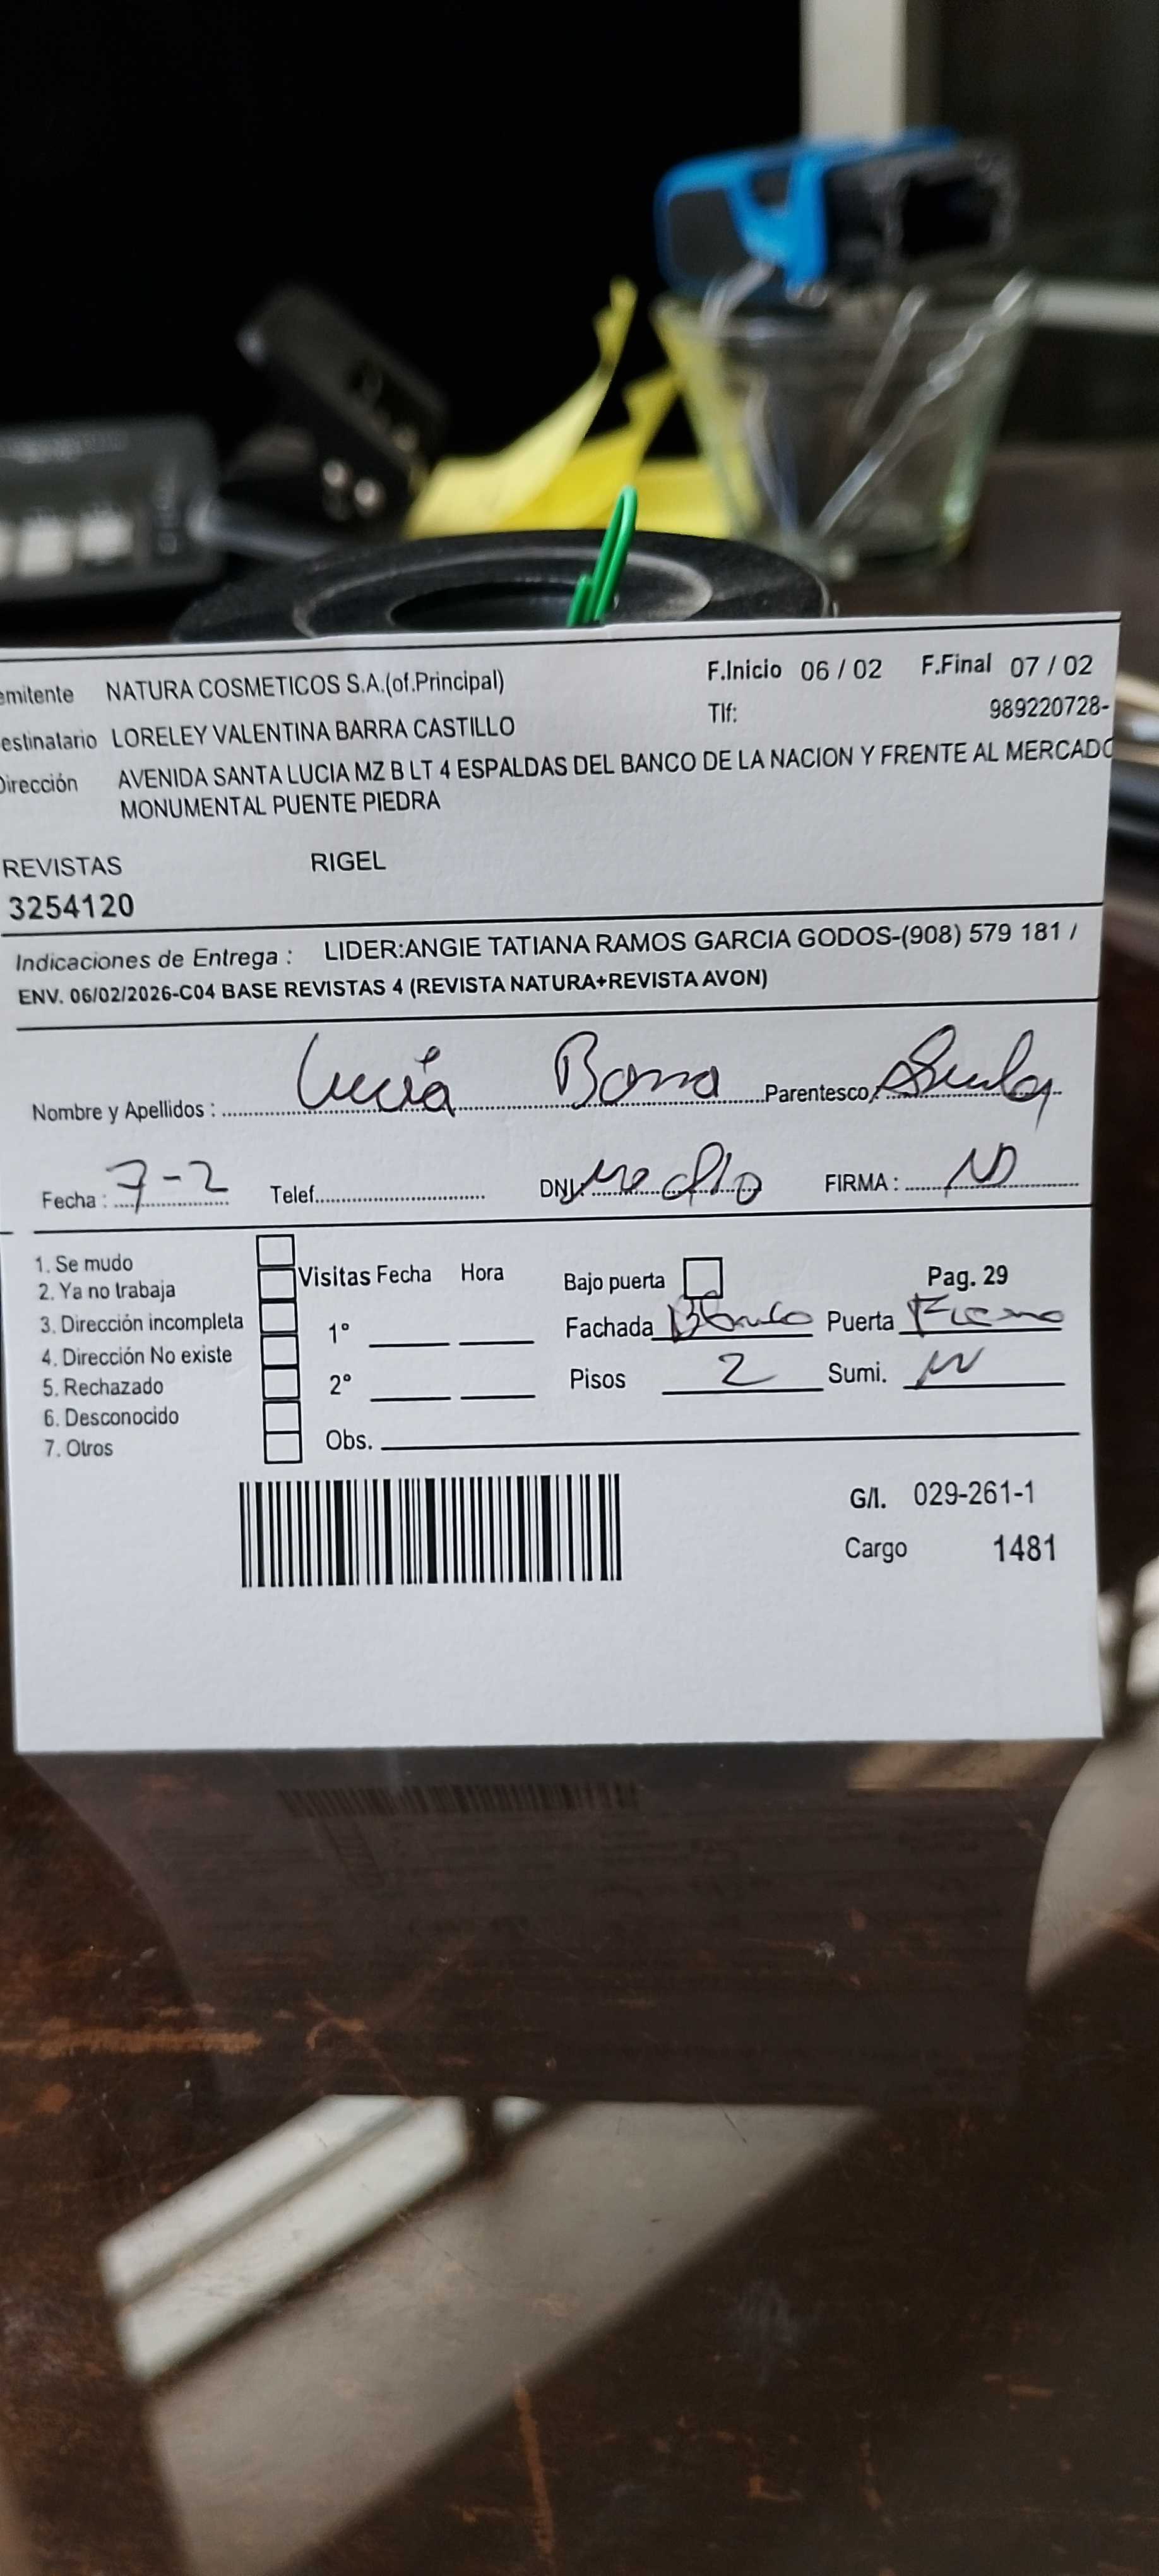 emitente NATURA COSMETICOS S.A.(of.Principal) F.Inicio 06 / 02 F.Final 07 / 02
estinatario LORELEY VALENTINA BARRA CASTILLO Tlf: 989220728-
Dirección AVENIDA SANTA LUCIA MZ B LT 4 ESPALDAS DEL BANCO DE LA NACION Y FRENTE AL MERCADO
MONUMENTAL PUENTE PIEDRA
REVISTAS RIGEL
3254120
Indicaciones de Entrega : LIDER:ANGIE TATIANA RAMOS GARCIA GODOS-(908) 579 181 /
ENV. 06/02/2026-C04 BASE REVISTAS 4 (REVISTA NATURA+REVISTA AVON)
Nombre y Apellidos : Lucia Parentesco
Fecha : 7-2 Telef. DNI FIRMA :
1. Se mudo
2. Ya no trabaja
3. Dirección incompleta
4. Dirección No existe
5. Rechazado
6. Desconocido
7. Otros
Visitas Fecha Hora
1°
2°
Obs.
Bajo puerta Pag. 29
Fachada Puerta
Pisos 2 Sumi.
G/I. 029-261-1
Cargo 1481